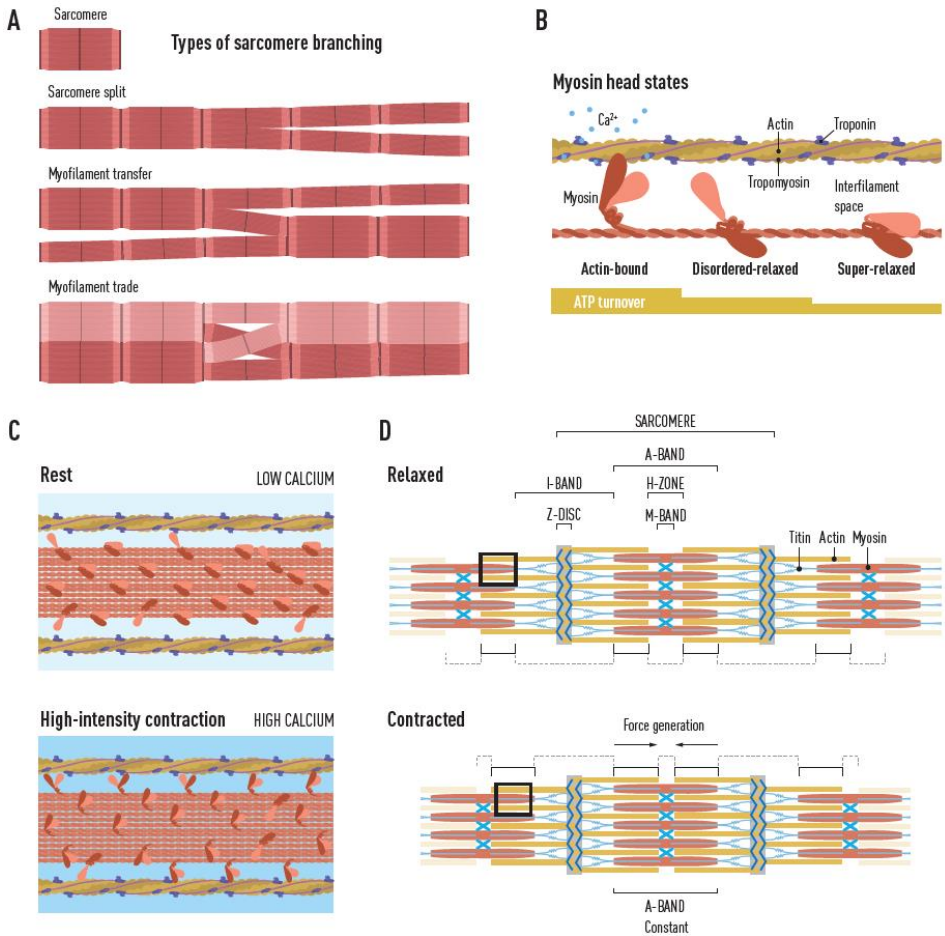 A
Sarcomere
Types of sarcomere branching
Sarcomere split
Myofilament transfer
Myofilament trade
B
Myosin head states
Ca²⁺
Actin
Troponin
Myosin
Tropomyosin
Interfilament
space
Actin-bound
Disordered-relaxed
Super-relaxed
ATP turnover
C
Rest
LOW CALCIUM
High-intensity contraction
HIGH CALCIUM
D
Relaxed
SARCOMERE
A-BAND
I-BAND
H-ZONE
Z-DISC
M-BAND
Titin
Actin
Myosin
Contracted
Force generation
A-BAND
Constant